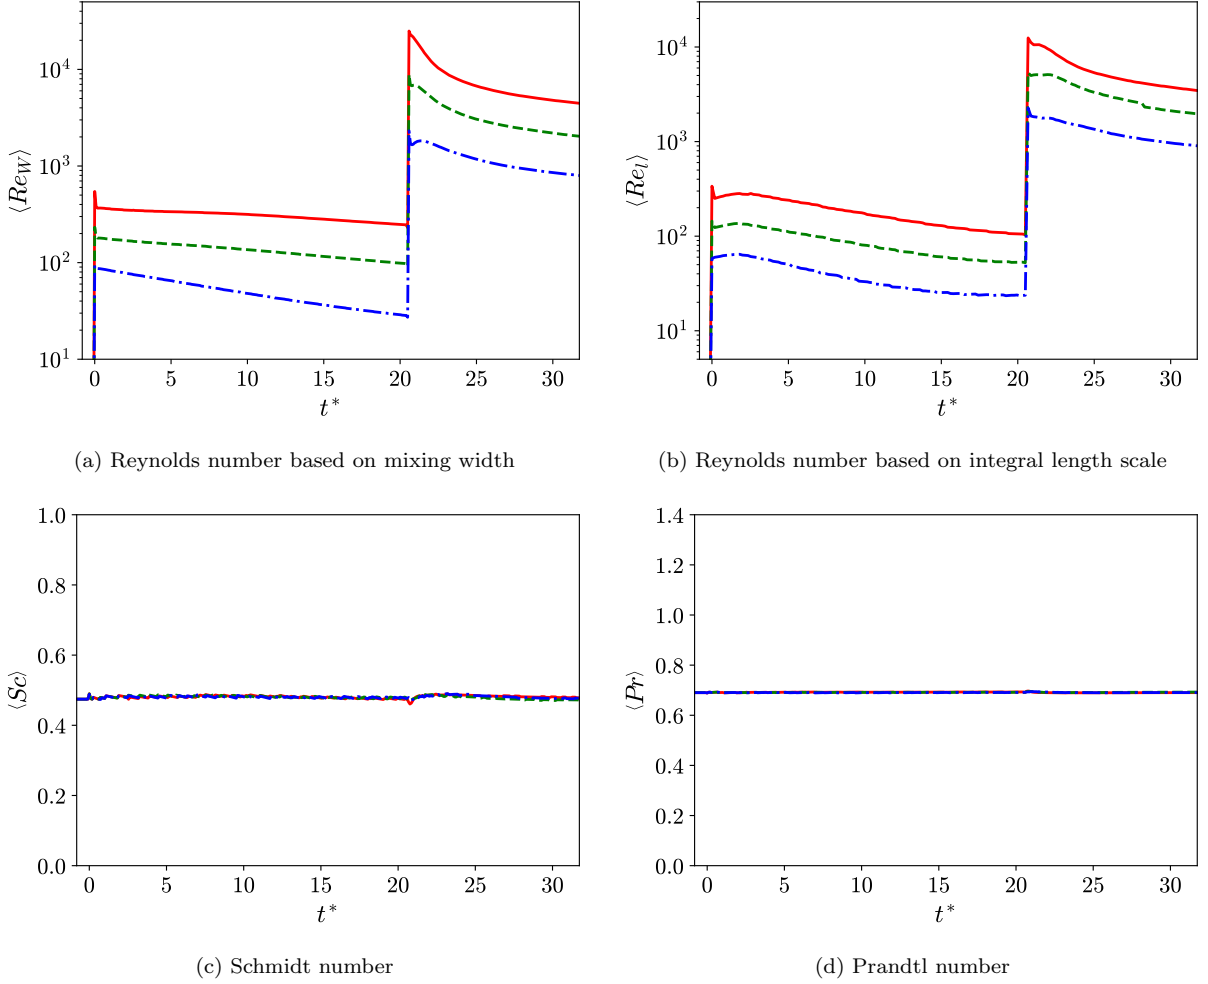 ⟨Re_W⟩
10^4
10^3
10^2
10^1
0 5 10 15 20 25 30
t*
(a) Reynolds number based on mixing width
⟨Re_l⟩
10^4
10^3
10^2
10^1
0 5 10 15 20 25 30
t*
(b) Reynolds number based on integral length scale
⟨Sc⟩
1.0
0.8
0.6
0.4
0.2
0.0
0 5 10 15 20 25 30
t*
(c) Schmidt number
⟨Pr⟩
1.4
1.2
1.0
0.8
0.6
0.4
0.2
0.0
0 5 10 15 20 25 30
t*
(d) Prandtl number